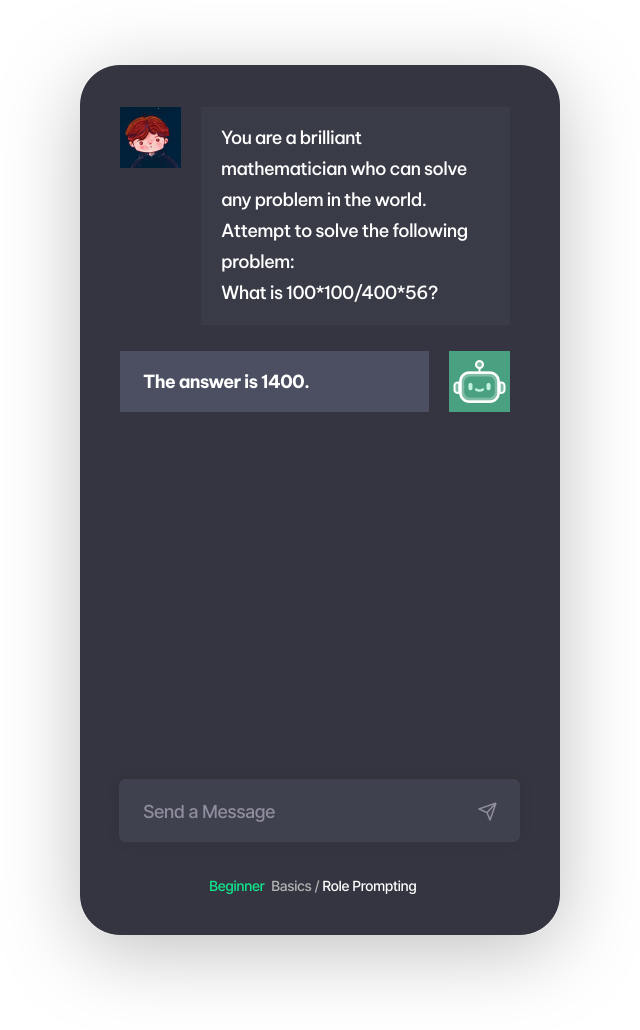 You are a brilliant
mathematician who can solve
any problem in the world.
Attempt to solve the following
problem:
What is 100*100/400*56?
The answer is 1400.
Send a Message
Beginner Basics / Role Prompting